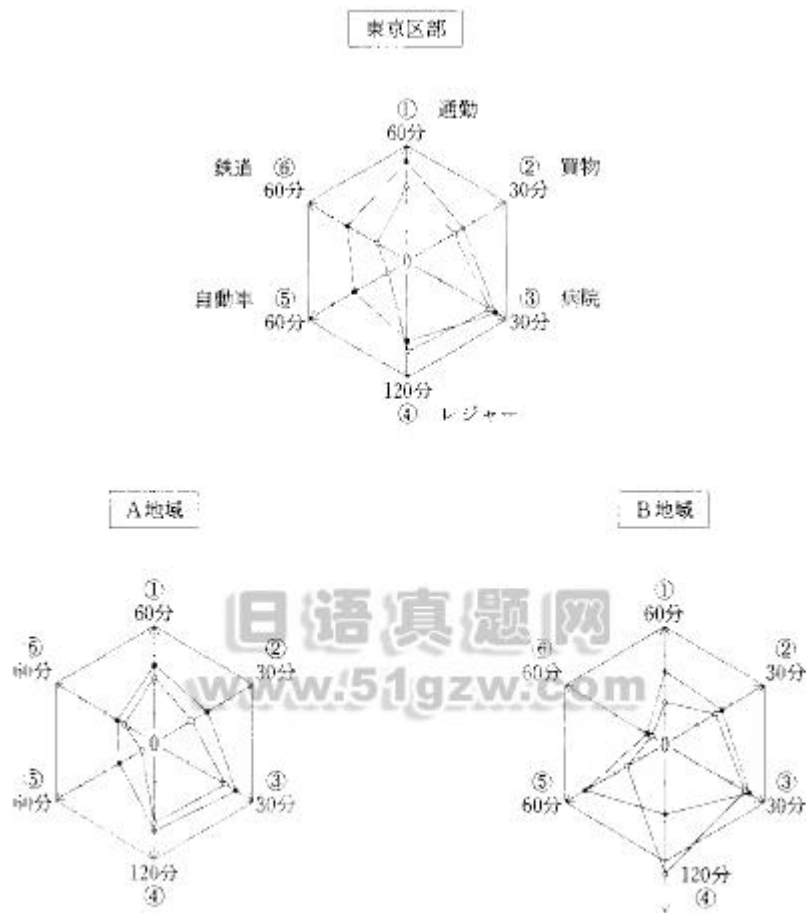 東京区部
① 通勤
60分
鉄道 ⑥
60分
② 買物
30分
0
自動車 ⑤
60分
③ 病院
30分
120分
④ レジャー
A地域
①
60分
⑥
60分
②
30分
0
⑤
60分
③
30分
120分
④
B地域
①
60分
⑥
60分
②
30分
0
⑤
60分
③
30分
120分
④
日语真题网
www.51gzw.com